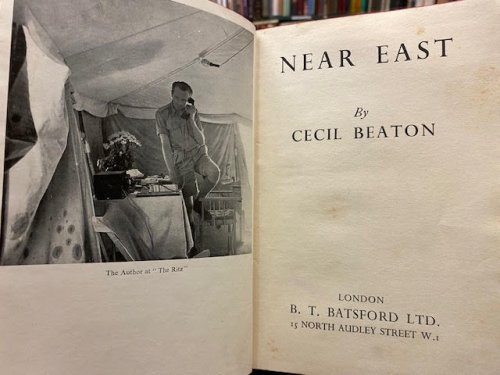 The Author at "The Ritz"
NEAR EAST
By
CECIL BEATON
LONDON
B. T. BATSFORD LTD.
15 NORTH AUDLEY STREET W.1